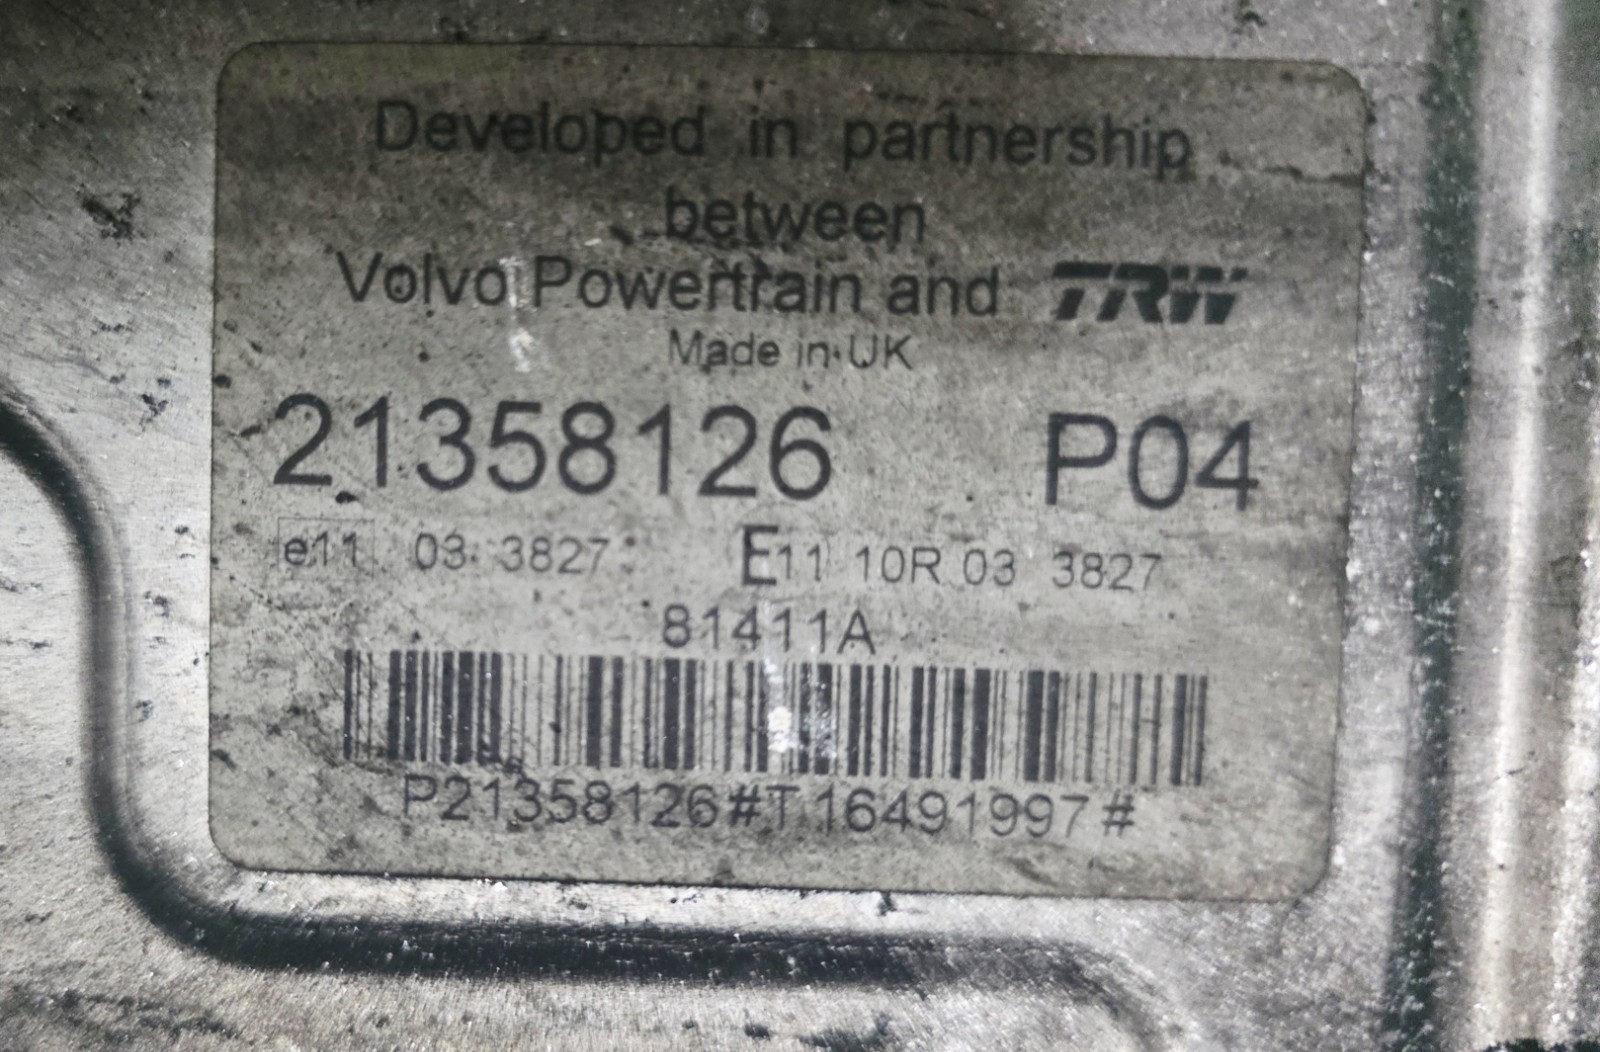 Developed in partnership
between
Volvo Powertrain and TRW
Made in UK
21358126 P04
e11 03 3827 E11 10R 03 3827
81411A
P21358126#T16491997#